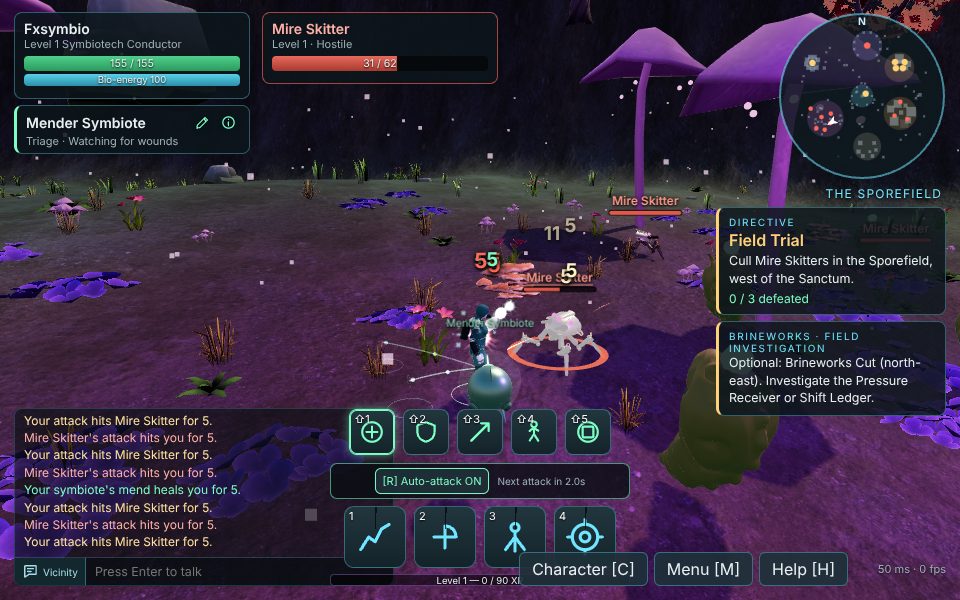 Fxsymbio
Level 1 Symbiotech Conductor
155 / 155
Bio-energy 100
Mender Symbiote
Triage · Watching for wounds
Mire Skitter
Level 1 · Hostile
31 / 62
N
THE SPOREFIELD
DIRECTIVE
Field Trial
Cull Mire Skitters in the Sporefield,
west of the Sanctum.
0 / 3 defeated
Mire Skitter
BRINEWORKS · FIELD
INVESTIGATION
Optional: Brineworks Cut (north-
east). Investigate the Pressure
Receiver or Shift Ledger.
Mire Skitter
11 5
55
5
Mire Skitter
Mender Symbiote
Your attack hits Mire Skitter for 5.
Mire Skitter's attack hits you for 5.
Your attack hits Mire Skitter for 5.
Mire Skitter's attack hits you for 5.
Your symbiote's mend heals you for 5.
Your attack hits Mire Skitter for 5.
Mire Skitter's attack hits you for 5.
Your attack hits Mire Skitter for 5.
Vicinity
Press Enter to talk
⇧1 ⇧2 ⇧3 ⇧4 ⇧5
[R] Auto-attack ON
Next attack in 2.0s
1 2 3 4
Level 1 — 0 / 90
Character [C]
Menu [M]
Help [H]
50 ms · 0 fps